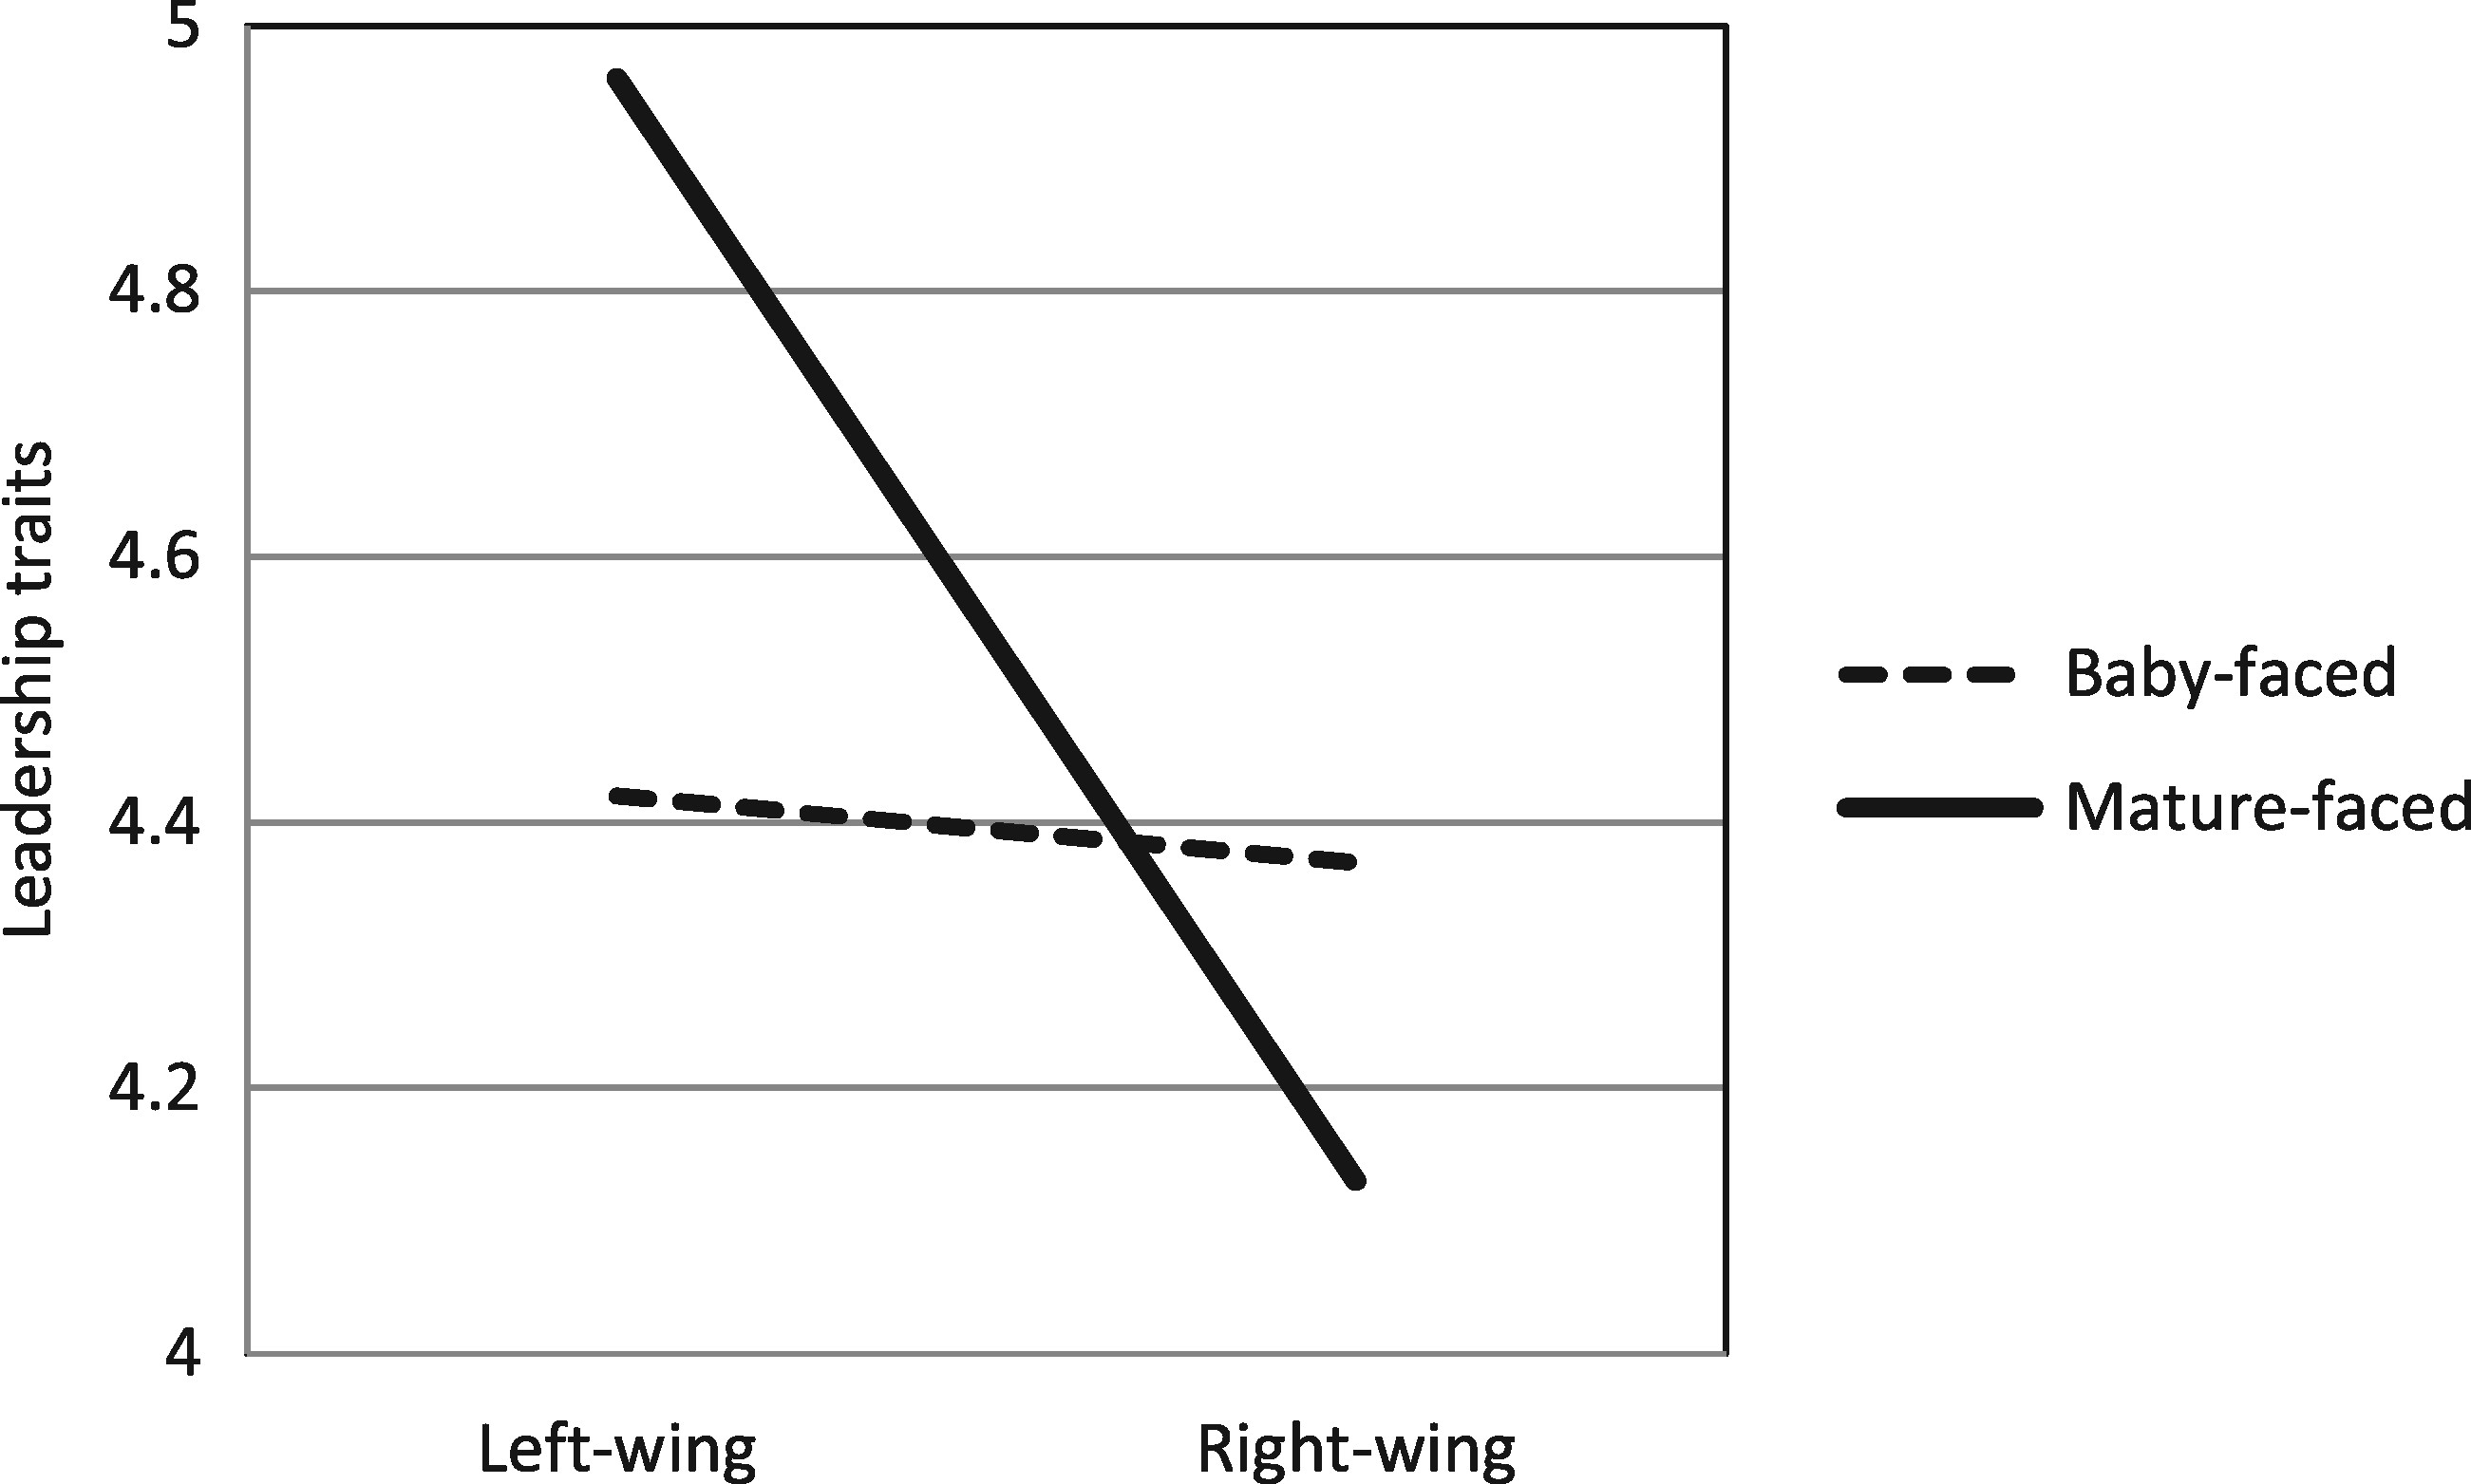 5
4.8
4.6
4.4
4.2
4
Leadership traits
Left-wing
Right-wing
Baby-faced
Mature-faced